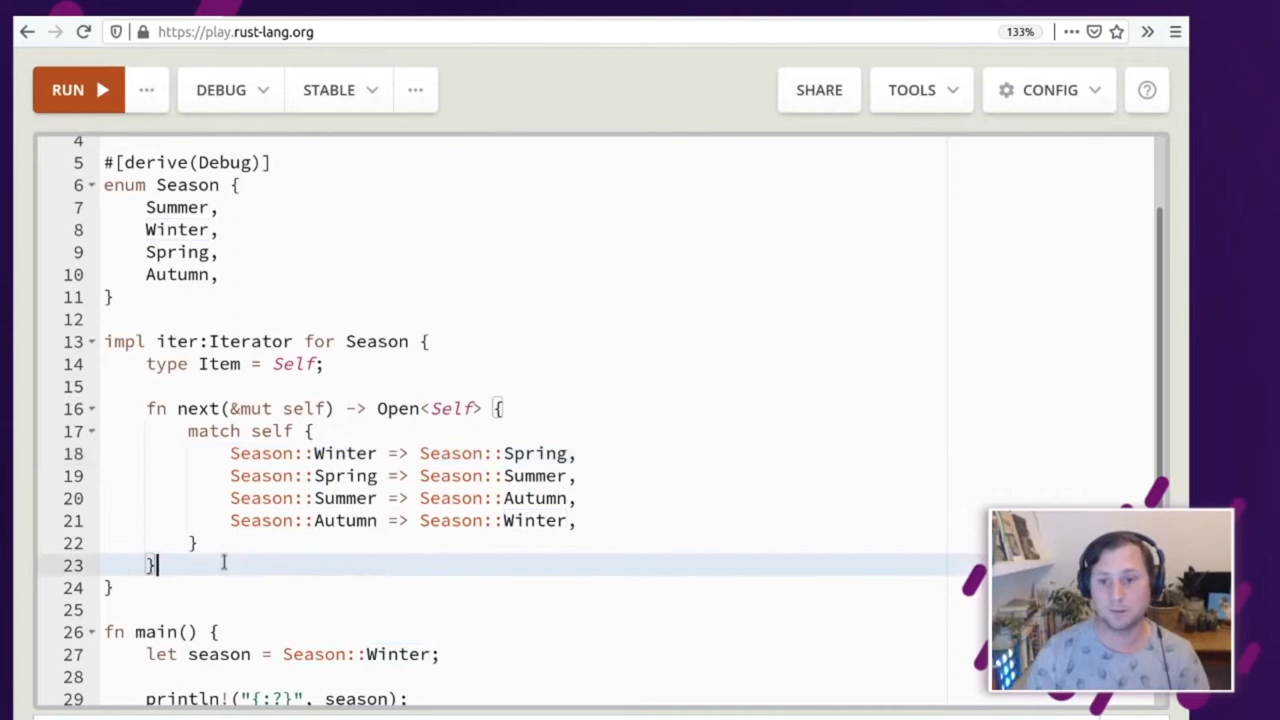 https://play.rust-lang.org
133%
RUN
DEBUG
STABLE
SHARE
TOOLS
CONFIG
4
5 #[derive(Debug)]
6 enum Season {
7 Summer,
8 Winter,
9 Spring,
10 Autumn,
11 }
12
13 impl iter:Iterator for Season {
14 type Item = Self;
15
16 fn next(&mut self) -> Open<Self> {
17 match self {
18 Season::Winter => Season::Spring,
19 Season::Spring => Season::Summer,
20 Season::Summer => Season::Autumn,
21 Season::Autumn => Season::Winter,
22 }
23 }
24 }
25
26 fn main() {
27 let season = Season::Winter;
28
29 println!("{:?}", season);